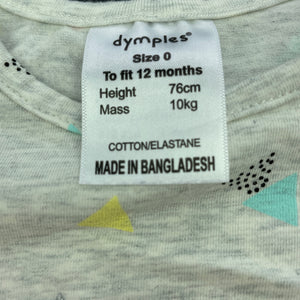 dymples®
Size 0
To fit 12 months
Height 76cm
Mass 10kg
COTTON/ELASTANE
MADE IN BANGLADESH